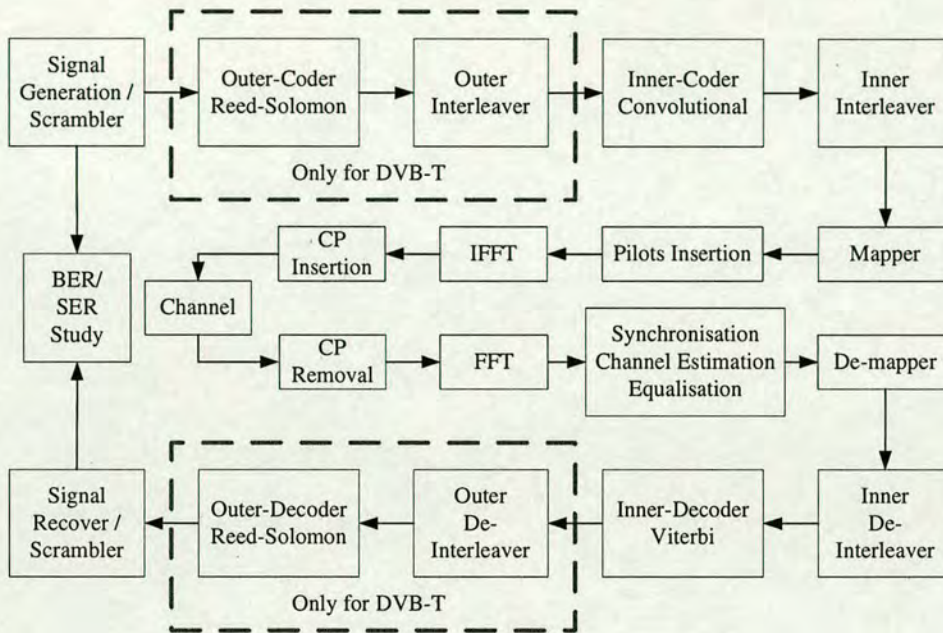 Signal
Generation /
Scrambler
Outer-Coder
Reed-Solomon
Outer
Interleaver
Only for DVB-T
Inner-Coder
Convolutional
Inner
Interleaver
BER/
SER
Study
Channel
CP
Insertion
IFFT
Pilots Insertion
Mapper
CP
Removal
FFT
Synchronisation
Channel Estimation
Equalisation
De-mapper
Signal
Recover /
Scrambler
Outer-Decoder
Reed-Solomon
Outer
De-
Interleaver
Only for DVB-T
Inner-Decoder
Viterbi
Inner
De-
Interleaver